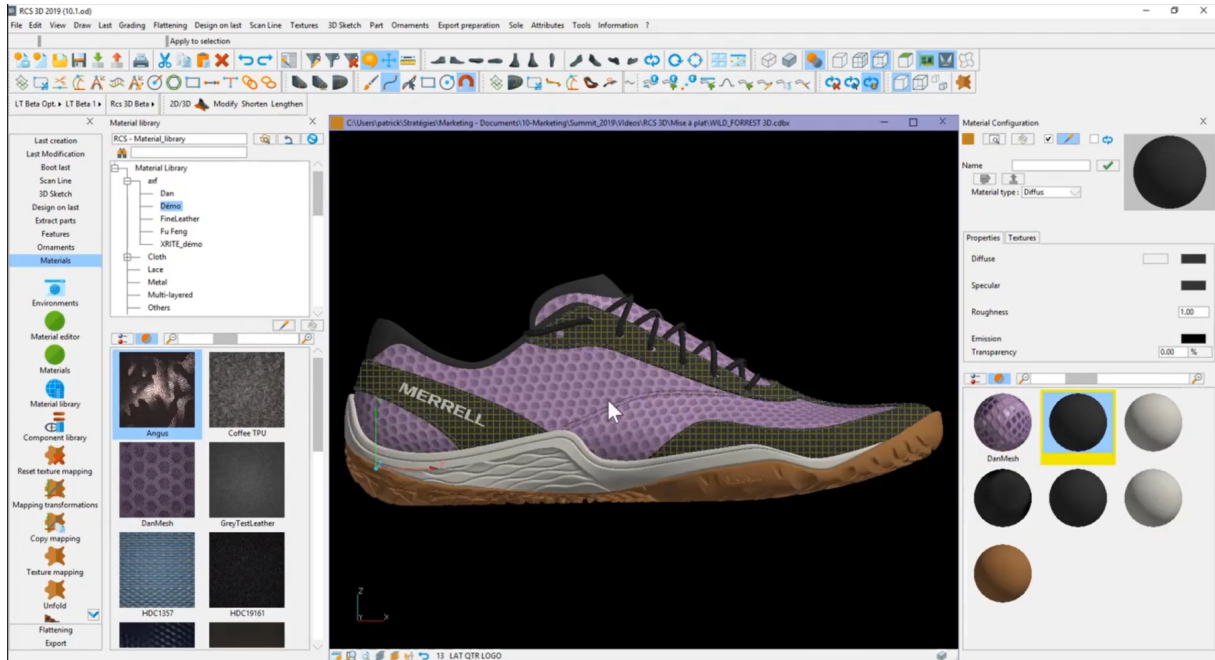 RCS 3D 2019 (10.1.od)
File Edit View Draw Last Grading Flattening Design on last Scan Line Textures 3D Sketch Part Ornaments Export preparation Sole Attributes Tools Information ?
Apply to selection
LT Beta Opt. LT Beta 1 Rcs 3D Beta 2D/3D Modify Shorten Lengthen
Last creation
Last Modification
Boot last
Scan Line
3D Sketch
Design on last
Extract parts
Features
Ornaments
Materials
Environments
Material editor
Materials
Material library
Component library
Reset texture mapping
Mapping transformations
Copy mapping
Texture mapping
Unfold
Flattening
Export
Material library
RCS - Material_library
Material Library
axf
Dan
Démo
FineLeather
Fu Feng
XRITE_démo
Cloth
Lace
Metal
Multi-layered
Others
Angus
Coffee TPU
DanMesh
GreyTestLeather
HDC1357
HDC19161
C:\Users\patrick\Stratégies\Marketing - Documents\10-Marketing\Summit_2019\Videos\RCS 3D\Mise à plat\WILD_FORREST 3D.cdbx
MERRELL
Z
Y X
13 LAT QTR LOGO
Material Configuration
Name
Material type : Diffus
Properties Textures
Diffuse
Specular
Roughness 1.00
Emission
Transparency 0.00 %
DanMesh